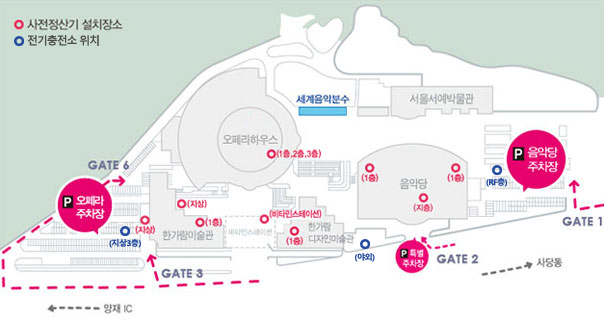 사전정산기 설치장소
전기충전소 위치
세계음악분수
서울서예박물관
오페라하우스
(1층,2층,3층)
GATE 6
P 오페라
주차장
(지상)
(지상)
(지상3층)
(1층)
한가람미술관
비타민스테이션
(비타민스테이션)
(1층)
한가람
디자인미술관
음악당
(1층)
(1층)
(지층)
(RF층)
P 음악당
주차장
GATE 1
(야외)
P 특별
주차장
GATE 2
GATE 3
사당동
양재 IC